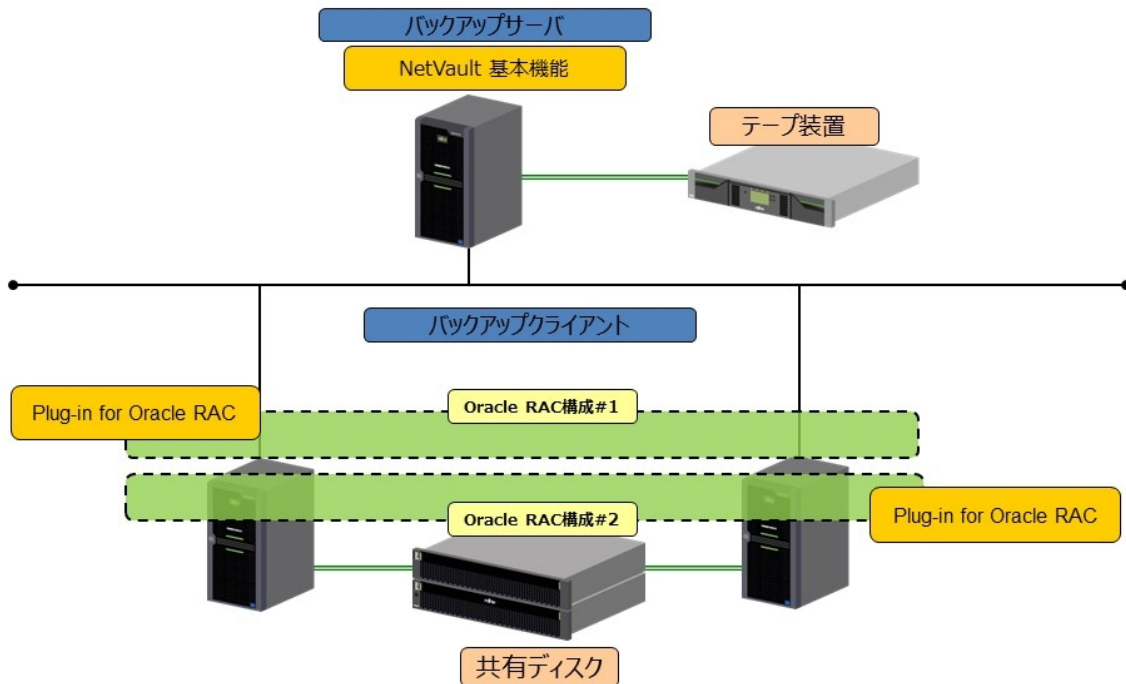 バックアップサーバ
NetVault 基本機能
テープ装置
バックアップクライアント
Plug-in for Oracle RAC
Oracle RAC構成#1
Oracle RAC構成#2
Plug-in for Oracle RAC
共有ディスク